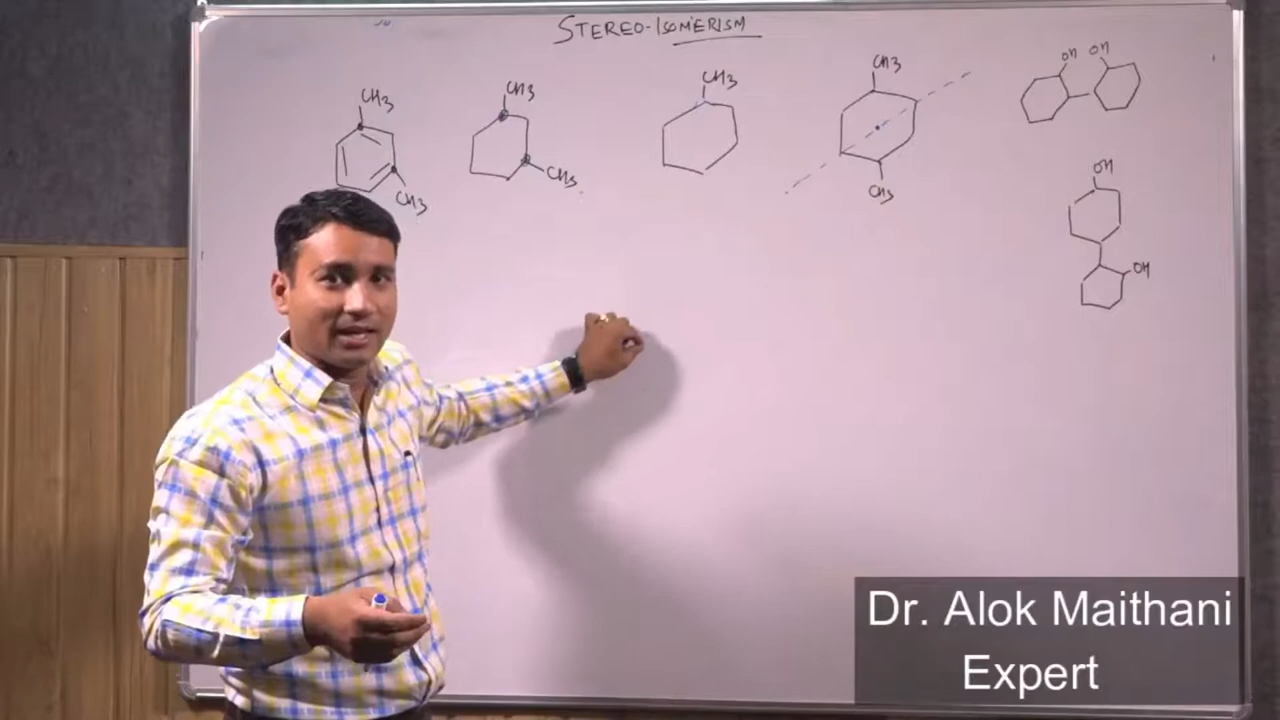 STEREO-ISOMERISM
CH3
CH3
CH3
CH3
CH3
CH3
CH3
OH
OH
OH
OH
Dr. Alok Maithani
Expert